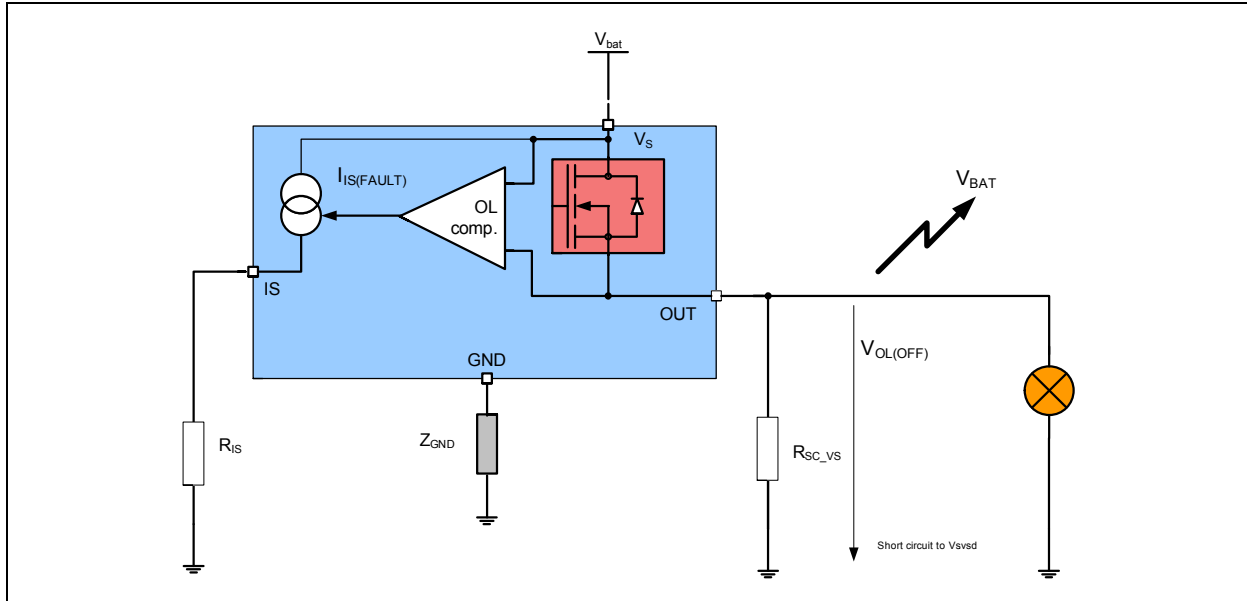 Vbat
VS
IIS(FAULT)
OL
comp.
VBAT
IS
OUT
VOL(OFF)
GND
RIS
ZGND
RSC_VS
Short circuit to Vsvsd